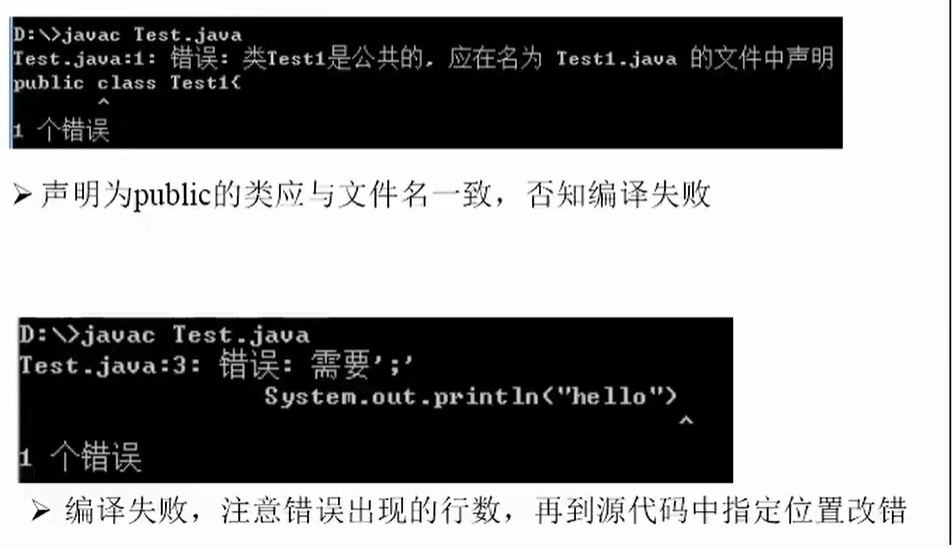 D:\>javac Test.java
Test.java:1: 错误: 类Test1是公共的, 应在名为 Test1.java 的文件中声明
public class Test1{
^
1 个错误
➢ 声明为public的类应与文件名一致，否知编译失败
D:\>javac Test.java
Test.java:3: 错误: 需要';'
System.out.println("hello")
^
1 个错误
➢ 编译失败，注意错误出现的行数，再到源代码中指定位置改错